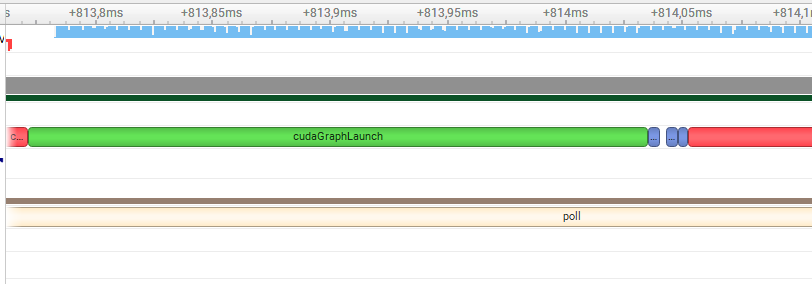 +813,8ms +813,85ms +813,9ms +813,95ms +814ms +814,05ms
c... cudaGraphLaunch ... ...
poll